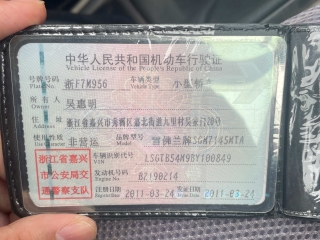 中华人民共和国机动车行驶证
Vehicle License of the People's Republic of China
号牌号码 浙F7M956 车辆类型 小型轿车
Plate No. Vehicle Type
所有人 吴惠明
Owner
住址 浙江省嘉兴市秀洲区
使用性质 非营运 品牌型号 雪佛兰牌SGM7145MTA
浙江省嘉
兴市公安局交
通警察支队
车辆识别代号 LSGTB54M9BY100849
VIN
发动机号码 B2190214
Engine No.
注册日期 2011-03-24 发证日期 2011-03-24
Register Date Issue Date